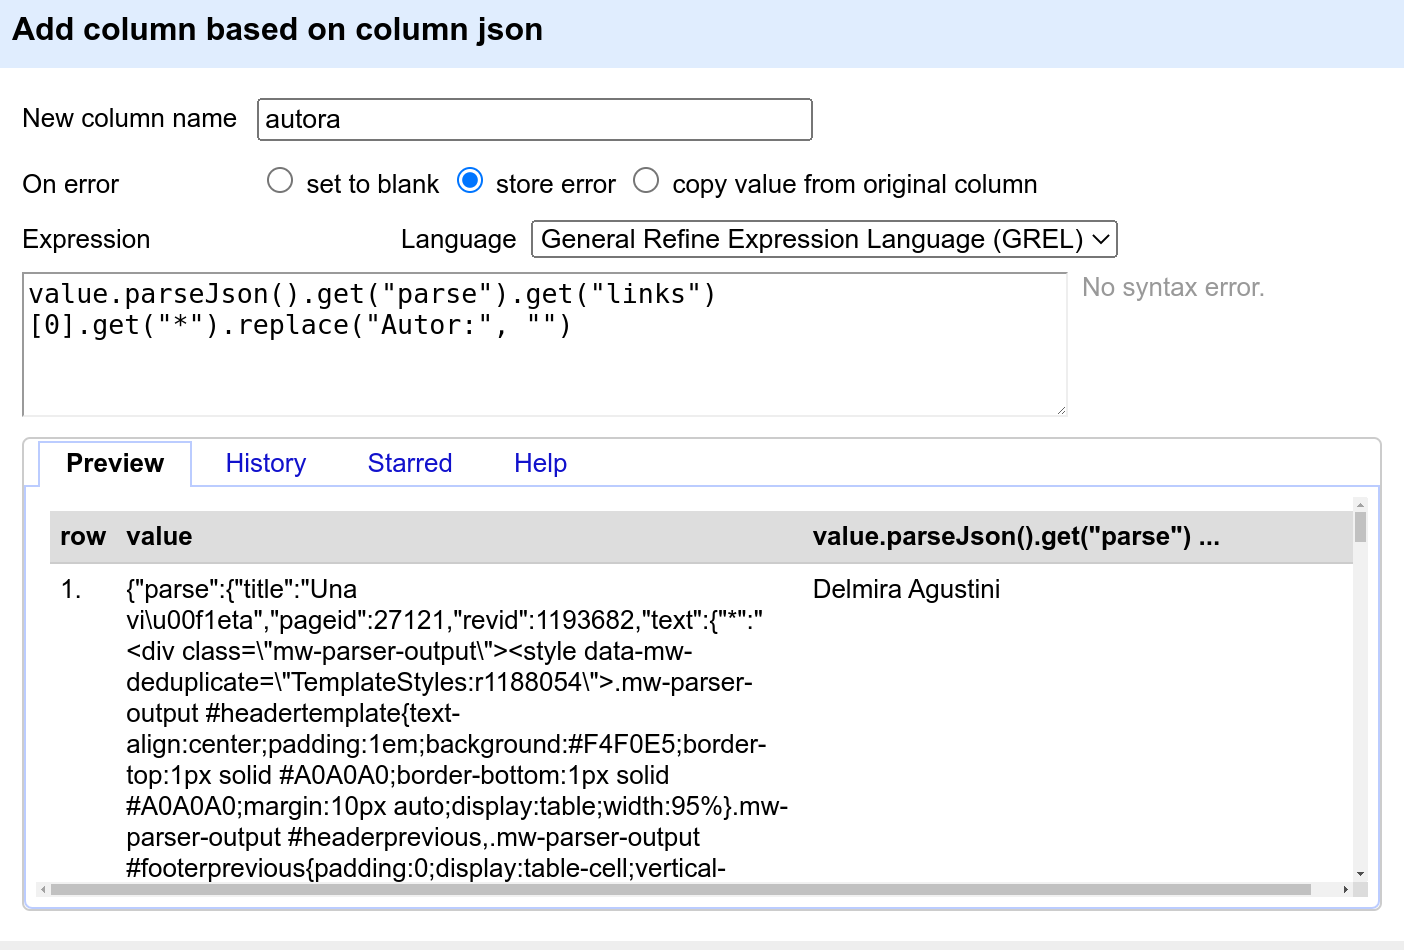 Add column based on column json
New column name autora
On error set to blank store error copy value from original column
Expression Language General Refine Expression Language (GREL)
value.parseJson().get("parse").get("links")
[0].get("*").replace("Autor:", "")
No syntax error.
Preview History Starred Help
row value value.parseJson().get("parse") ...
1. {"parse":{"title":"Una Delmira Agustini
vi\u00f1eta","pageid":27121,"revid":1193682,"text":{"*":"
<div class=\"mw-parser-output\"><style data-mw-
deduplicate=\"TemplateStyles:r1188054\">.mw-parser-
output #headertemplate{text-
align:center;padding:1em;background:#F4F0E5;border-
top:1px solid #A0A0A0;border-bottom:1px solid
#A0A0A0;margin:10px auto;display:table;width:95%}.mw-
parser-output #headerprevious,.mw-parser-output
#footerprevious{padding:0;display:table-cell;vertical-